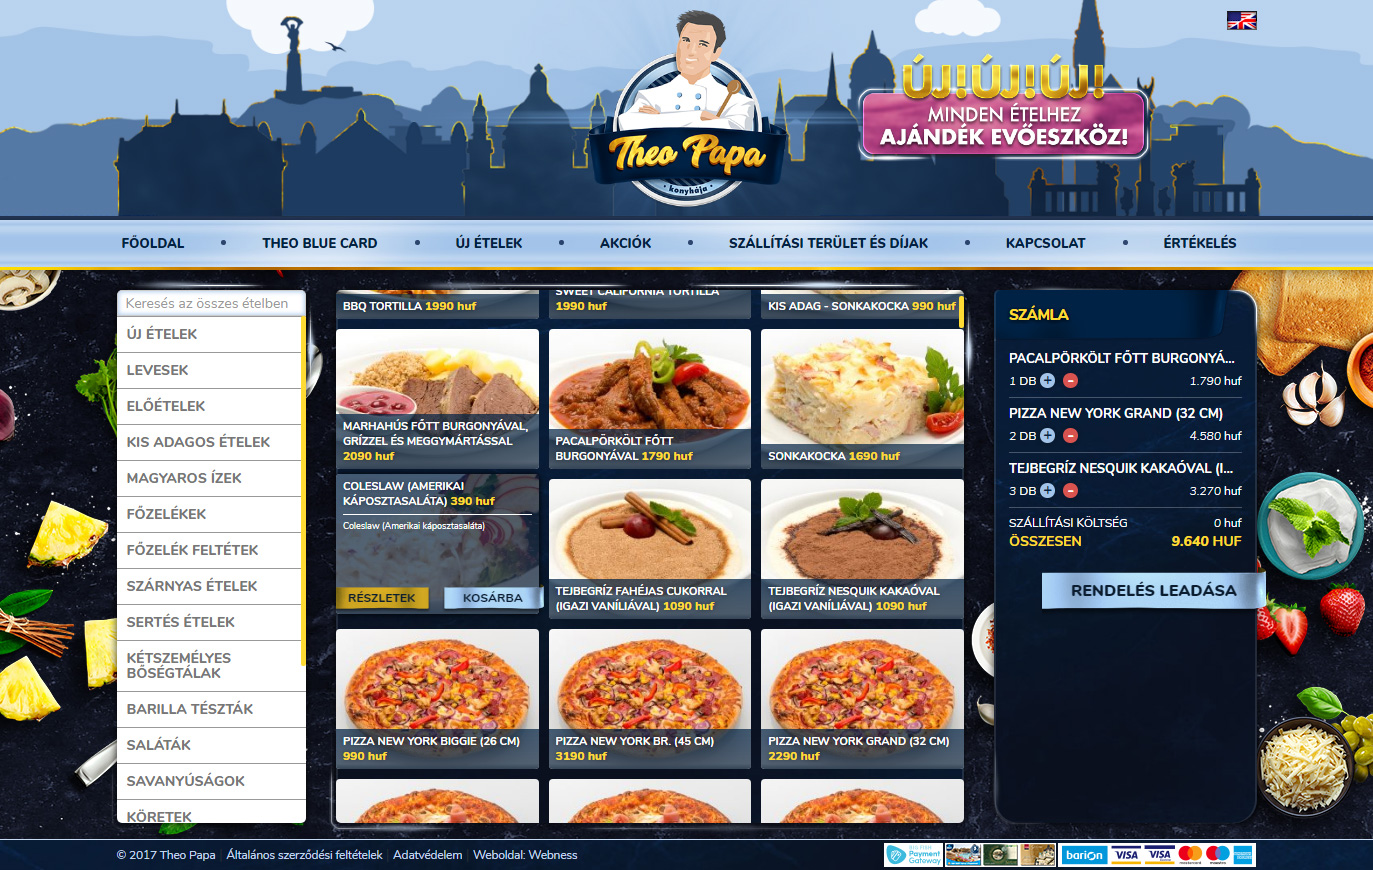 ÚJ!ÚJ!ÚJ!
MINDEN ÉTELHEZ
AJÁNDÉK EVŐESZKÖZ!
Theo Papa
• konyhája •
FŐOLDAL • THEO BLUE CARD • ÚJ ÉTELEK • AKCIÓK • SZÁLLÍTÁSI TERÜLET ÉS DÍJAK • KAPCSOLAT • ÉRTÉKELÉS
Keresés az összes ételben
ÚJ ÉTELEK
LEVESEK
ELŐÉTELEK
KIS ADAGOS ÉTELEK
MAGYAROS ÍZEK
FŐZELÉKEK
FŐZELÉK FELTÉTEK
SZÁRNYAS ÉTELEK
SERTÉS ÉTELEK
KÉTSZEMÉLYES
BŐSÉGTÁLAK
BARILLA TÉSZTÁK
SALÁTÁK
SAVANYÚSÁGOK
KÖRETEK
BBQ TORTILLA 1990 huf
SWEET CALIFORNIA TORTILLA
1990 huf
KIS ADAG - SONKAKOCKA 990 huf
MARHAHÚS FŐTT BURGONYÁVAL,
GRÍZZEL ÉS MEGGYMÁRTÁSSAL
2090 huf
PACALPÖRKÖLT FŐTT
BURGONYÁVAL 1790 huf
SONKAKOCKA 1690 huf
COLESLAW (AMERIKAI
KÁPOSZTASALÁTA) 390 huf
Coleslaw (Amerikai káposztasaláta)
RÉSZLETEK
KOSÁRBA
TEJBEGRÍZ FAHÉJAS CUKORRAL
(IGAZI VANÍLIÁVAL) 1090 huf
TEJBEGRÍZ NESQUIK KAKAÓVAL
(IGAZI VANÍLIÁVAL) 1090 huf
PIZZA NEW YORK BIGGIE (26 CM)
990 huf
PIZZA NEW YORK BR. (45 CM)
3190 huf
PIZZA NEW YORK GRAND (32 CM)
2290 huf
SZÁMLA
PACALPÖRKÖLT FŐTT BURGONYÁ...
1 DB + - 1.790 huf
PIZZA NEW YORK GRAND (32 CM)
2 DB + - 4.580 huf
TEJBEGRÍZ NESQUIK KAKAÓVAL (I...
3 DB + - 3.270 huf
SZÁLLÍTÁSI KÖLTSÉG 0 huf
ÖSSZESEN 9.640 HUF
RENDELÉS LEADÁSA
© 2017 Theo Papa | Általános szerződési feltételek | Adatvédelem | Weboldal: Webness
BIG FISH
Payment
Gateway
barion VISA VISA